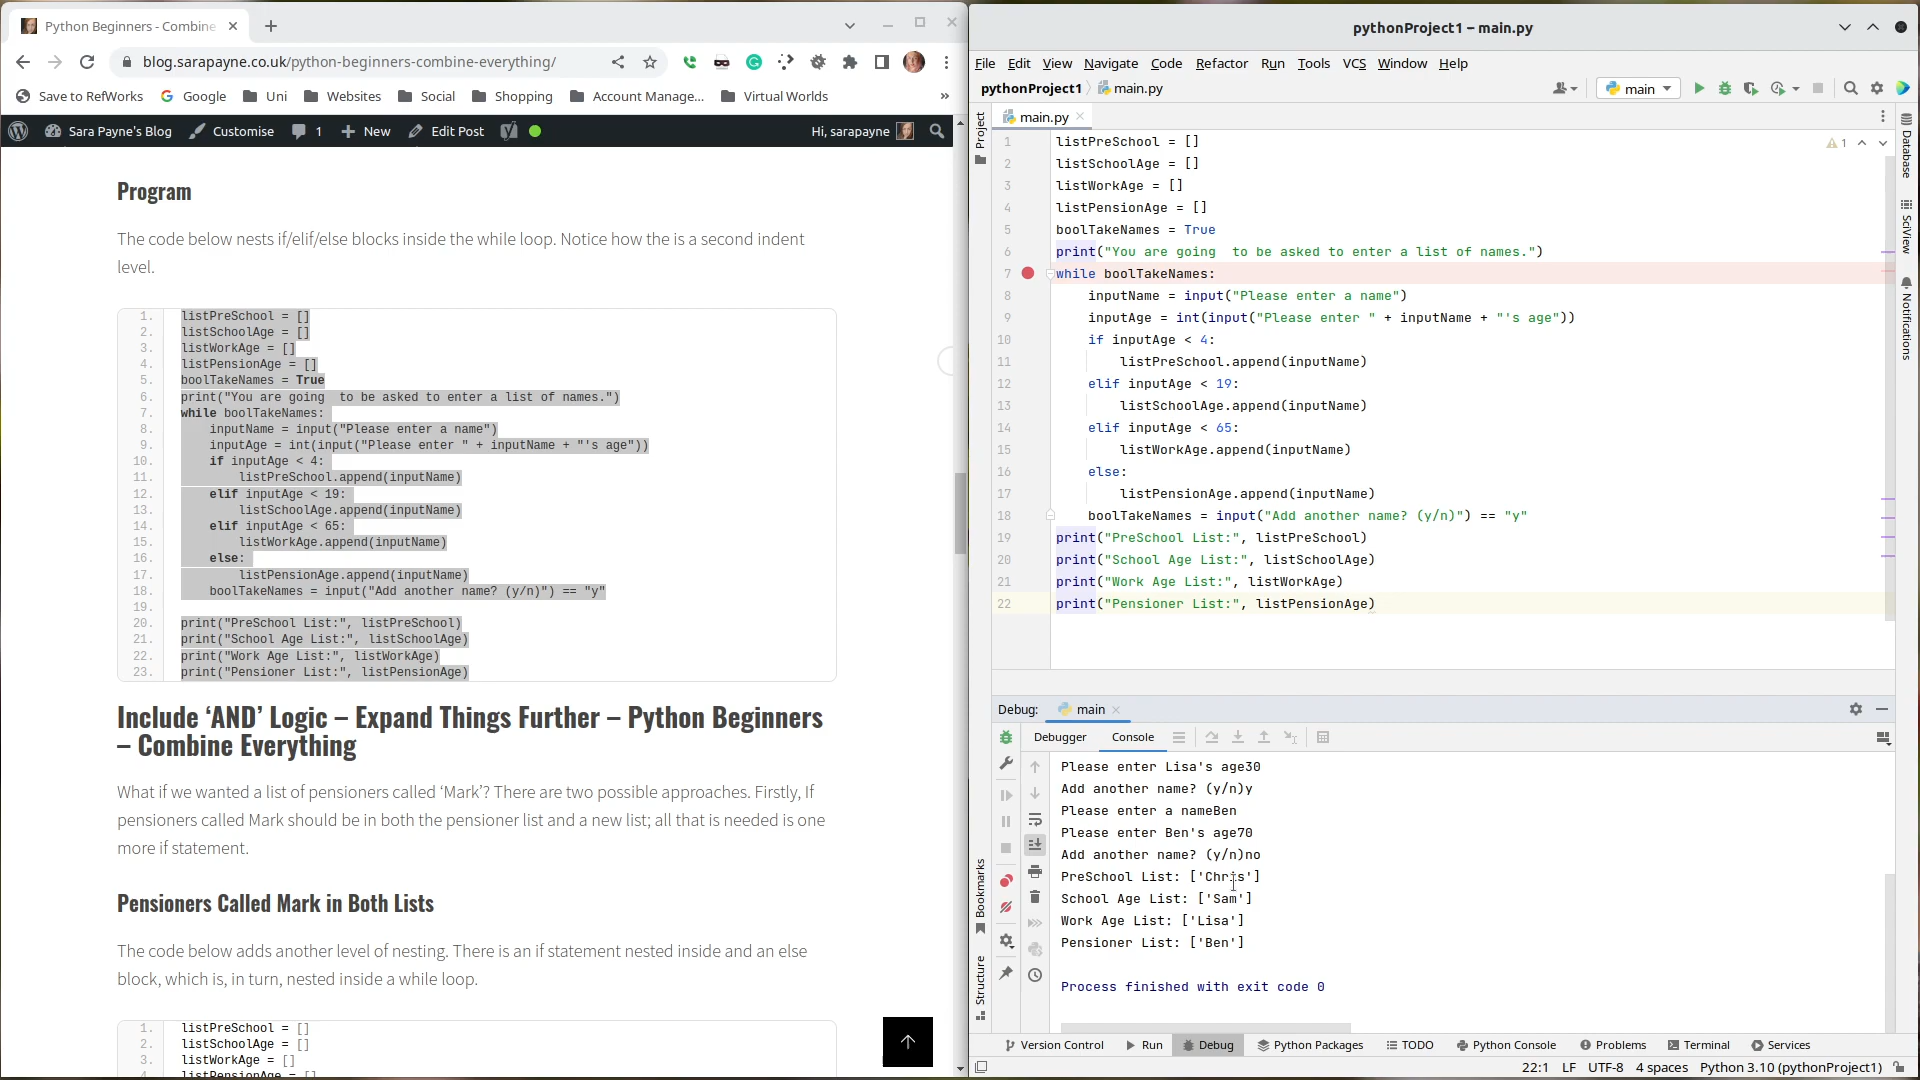 Python Beginners - Combine
blog.sarapayne.co.uk/python-beginners-combine-everything/
Save to RefWorks
Google
Uni
Websites
Social
Shopping
Account Manage...
Virtual Worlds
»
Sara Payne's Blog
Customise
1
New
Edit Post
Hi, sarapayne
Program
The code below nests if/elif/else blocks inside the while loop. Notice how the is a second indent
level.
1. listPreSchool = []
2. listSchoolAge = []
3. listWorkAge = []
4. listPensionAge = []
5. boolTakeNames = True
6. print("You are going  to be asked to enter a list of names.")
7. while boolTakeNames:
8.     inputName = input("Please enter a name")
9.     inputAge = int(input("Please enter " + inputName + "'s age"))
10.     if inputAge < 4:
11.         listPreSchool.append(inputName)
12.     elif inputAge < 19:
13.         listSchoolAge.append(inputName)
14.     elif inputAge < 65:
15.         listWorkAge.append(inputName)
16.     else:
17.         listPensionAge.append(inputName)
18.     boolTakeNames = input("Add another name? (y/n)") == "y"
19.
20. print("PreSchool List:", listPreSchool)
21. print("School Age List:", listSchoolAge)
22. print("Work Age List:", listWorkAge)
23. print("Pensioner List:", listPensionAge)
Include ‘AND’ Logic – Expand Things Further – Python Beginners
– Combine Everything
What if we wanted a list of pensioners called ‘Mark’? There are two possible approaches. Firstly, If
pensioners called Mark should be in both the pensioner list and a new list; all that is needed is one
more if statement.
Pensioners Called Mark in Both Lists
The code below adds another level of nesting. There is an if statement nested inside and an else
block, which is, in turn, nested inside a while loop.
1. listPreSchool = []
2. listSchoolAge = []
3. listWorkAge = []
4. listPensionAge = []
pythonProject1 – main.py
File Edit View Navigate Code Refactor Run Tools VCS Window Help
pythonProject1 main.py
main
main.py
Project
1 listPreSchool = []
2 listSchoolAge = []
3 listWorkAge = []
4 listPensionAge = []
5 boolTakeNames = True
6 print("You are going  to be asked to enter a list of names.")
7 while boolTakeNames:
8     inputName = input("Please enter a name")
9     inputAge = int(input("Please enter " + inputName + "'s age"))
10     if inputAge < 4:
11         listPreSchool.append(inputName)
12     elif inputAge < 19:
13         listSchoolAge.append(inputName)
14     elif inputAge < 65:
15         listWorkAge.append(inputName)
16     else:
17         listPensionAge.append(inputName)
18     boolTakeNames = input("Add another name? (y/n)") == "y"
19 print("PreSchool List:", listPreSchool)
20 print("School Age List:", listSchoolAge)
21 print("Work Age List:", listWorkAge)
22 print("Pensioner List:", listPensionAge)
1
Database
SciView
Notifications
Debug: main
Debugger Console
Please enter Lisa's age30
Add another name? (y/n)y
Please enter a nameBen
Please enter Ben's age70
Add another name? (y/n)no
PreSchool List: ['Chris']
School Age List: ['Sam']
Work Age List: ['Lisa']
Pensioner List: ['Ben']
Process finished with exit code 0
Bookmarks
Structure
Version Control Run Debug Python Packages TODO Python Console Problems Terminal Services
22:1 LF UTF-8 4 spaces Python 3.10 (pythonProject1)